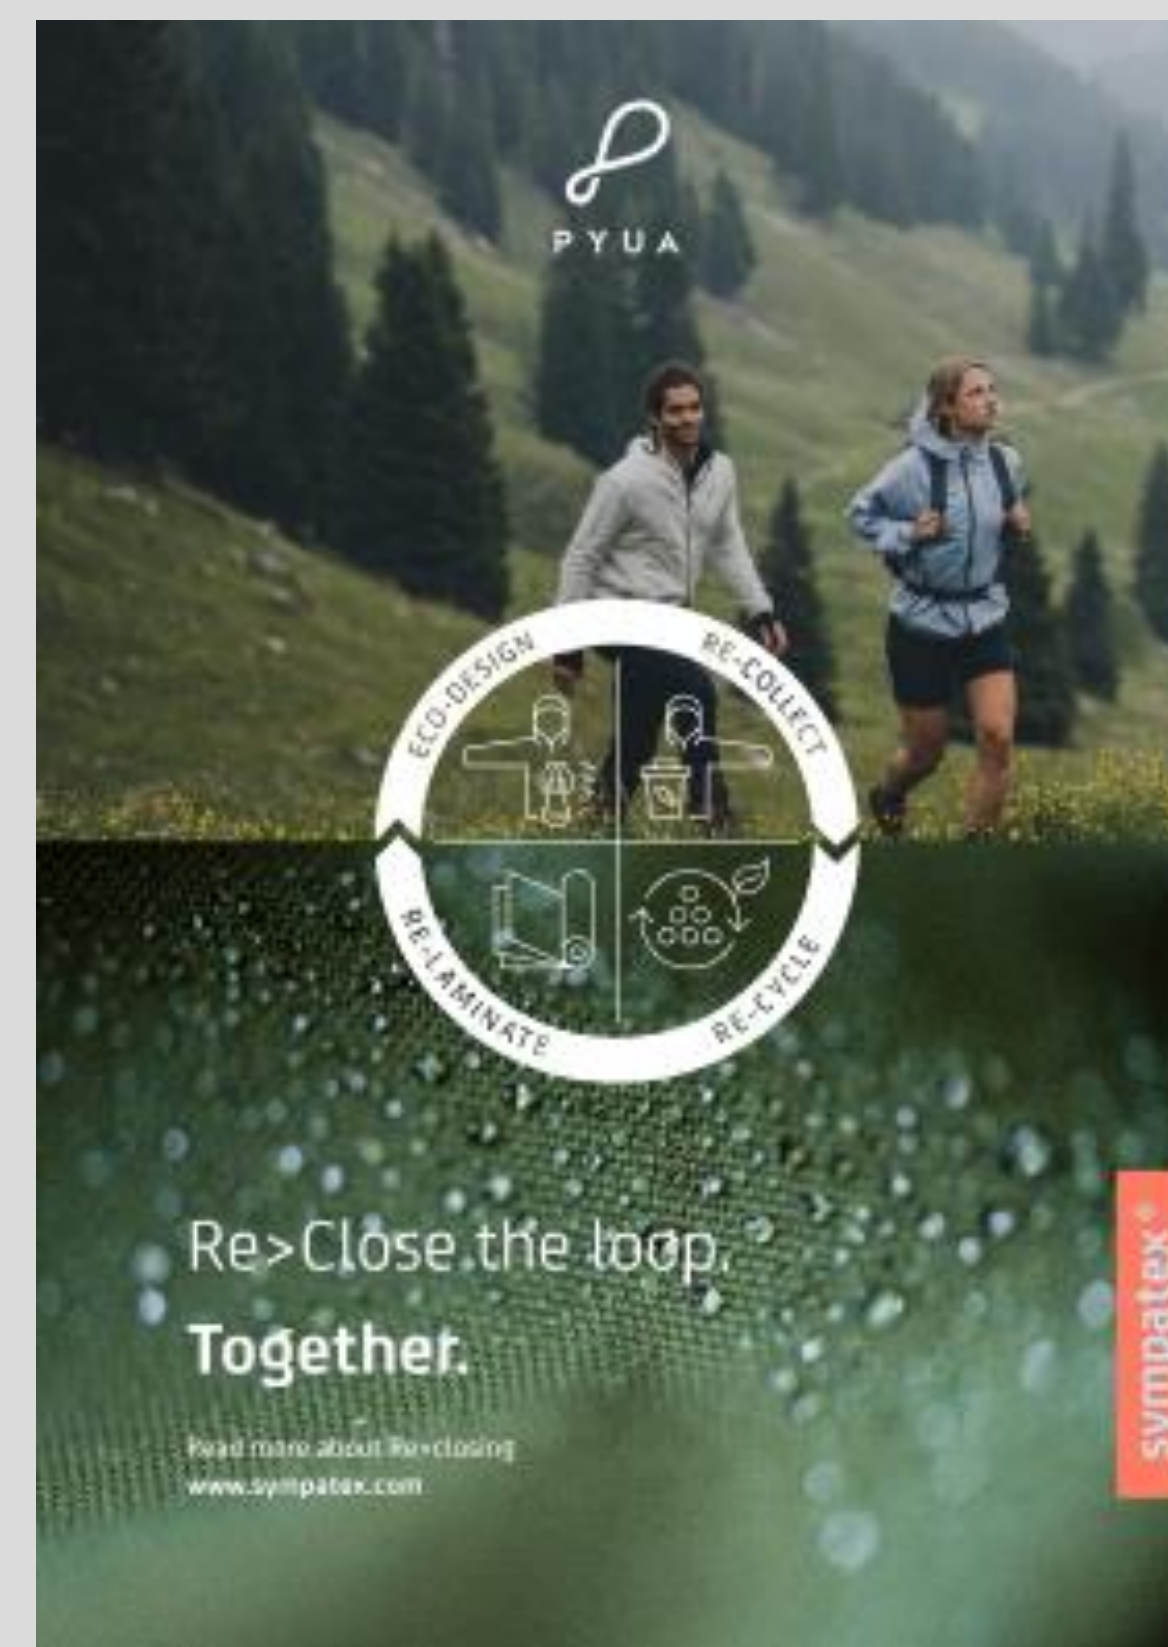 PYUA
ECO-DESIGN
RE-COLLECT
RE-LAMINATE
RE-CYCLE
Re>Close the loop.
Together.
Read more about Re>closing
www.sympatex.com
sympatex®